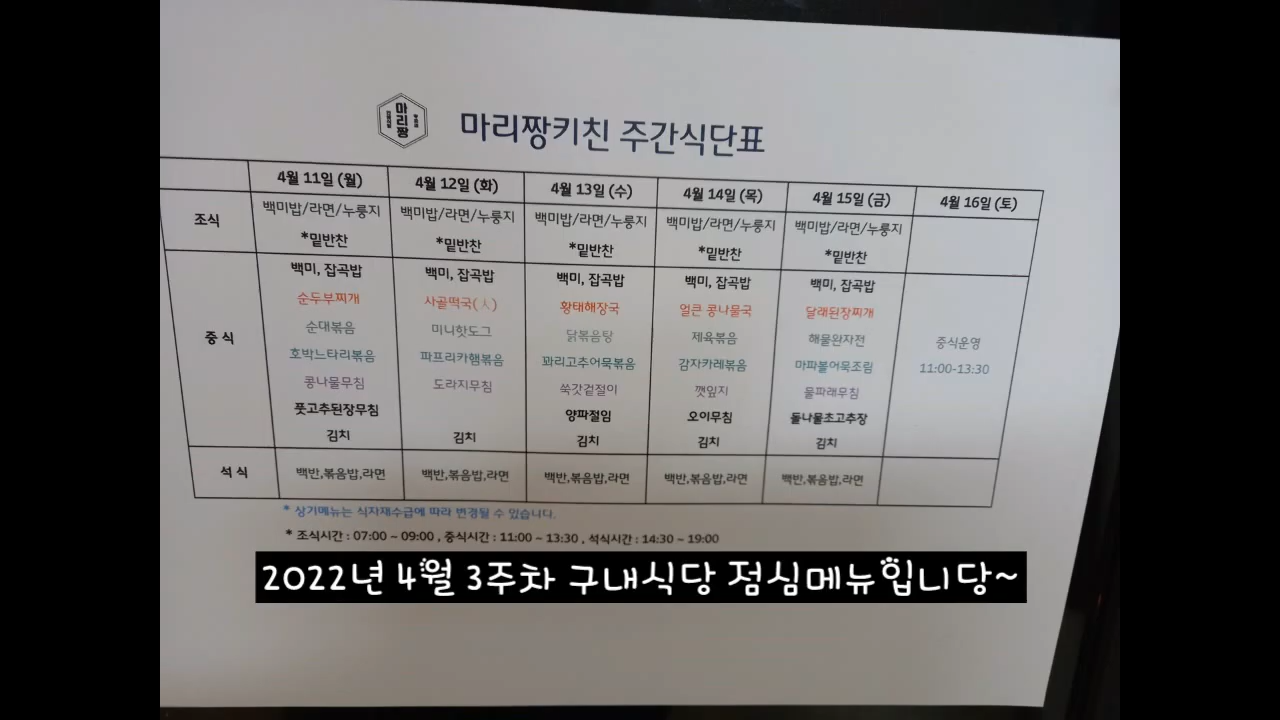 마리짱
마리짱키친 주간식단표
4월 11일 (월) 4월 12일 (화) 4월 13일 (수) 4월 14일 (목) 4월 15일 (금) 4월 16일 (토)
조식 백미밥/라면/누룽지 백미밥/라면/누룽지 백미밥/라면/누룽지 백미밥/라면/누룽지 백미밥/라면/누룽지
*밑반찬 *밑반찬 *밑반찬 *밑반찬 *밑반찬
백미, 잡곡밥 백미, 잡곡밥 백미, 잡곡밥 백미, 잡곡밥 백미, 잡곡밥
순두부찌개 사골떡국(人) 황태해장국 얼큰 콩나물국 달래된장찌개
중식 순대볶음 미니핫도그 닭볶음탕 제육볶음 해물완자전 중식운영
호박느타리볶음 파프리카햄볶음 꽈리고추어묵볶음 감자카레볶음 마파볼어묵조림 11:00-13:30
콩나물무침 도라지무침 쑥갓겉절이 깻잎지 물파래무침
풋고추된장무침 양파절임 오이무침 돌나물초고추장
김치 김치 김치 김치 김치
석식 백반,볶음밥,라면 백반,볶음밥,라면 백반,볶음밥,라면 백반,볶음밥,라면 백반,볶음밥,라면
* 상기메뉴는 식자재수급에 따라 변경될 수 있습니다.
* 조식시간 : 07:00 ~ 09:00 , 중식시간 : 11:00 ~ 13:30 , 석식시간 : 14:30 ~ 19:00
2022년 4월 3주차 구내식당 점심메뉴입니당~